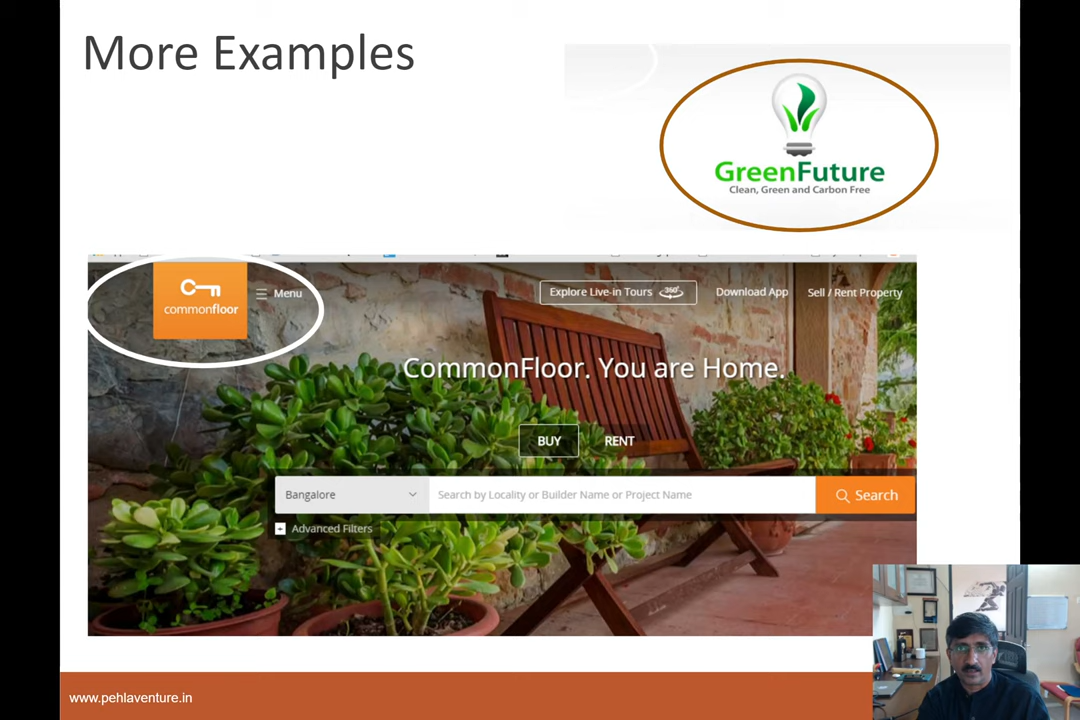 More Examples
GreenFuture
Clean, Green and Carbon Free
commonfloor
Menu
Explore Live-in Tours 360°
Download App
Sell / Rent Property
CommonFloor. You are Home.
BUY
RENT
Bangalore
Search by Locality or Builder Name or Project Name
Search
+ Advanced Filters
www.pehlaventure.in